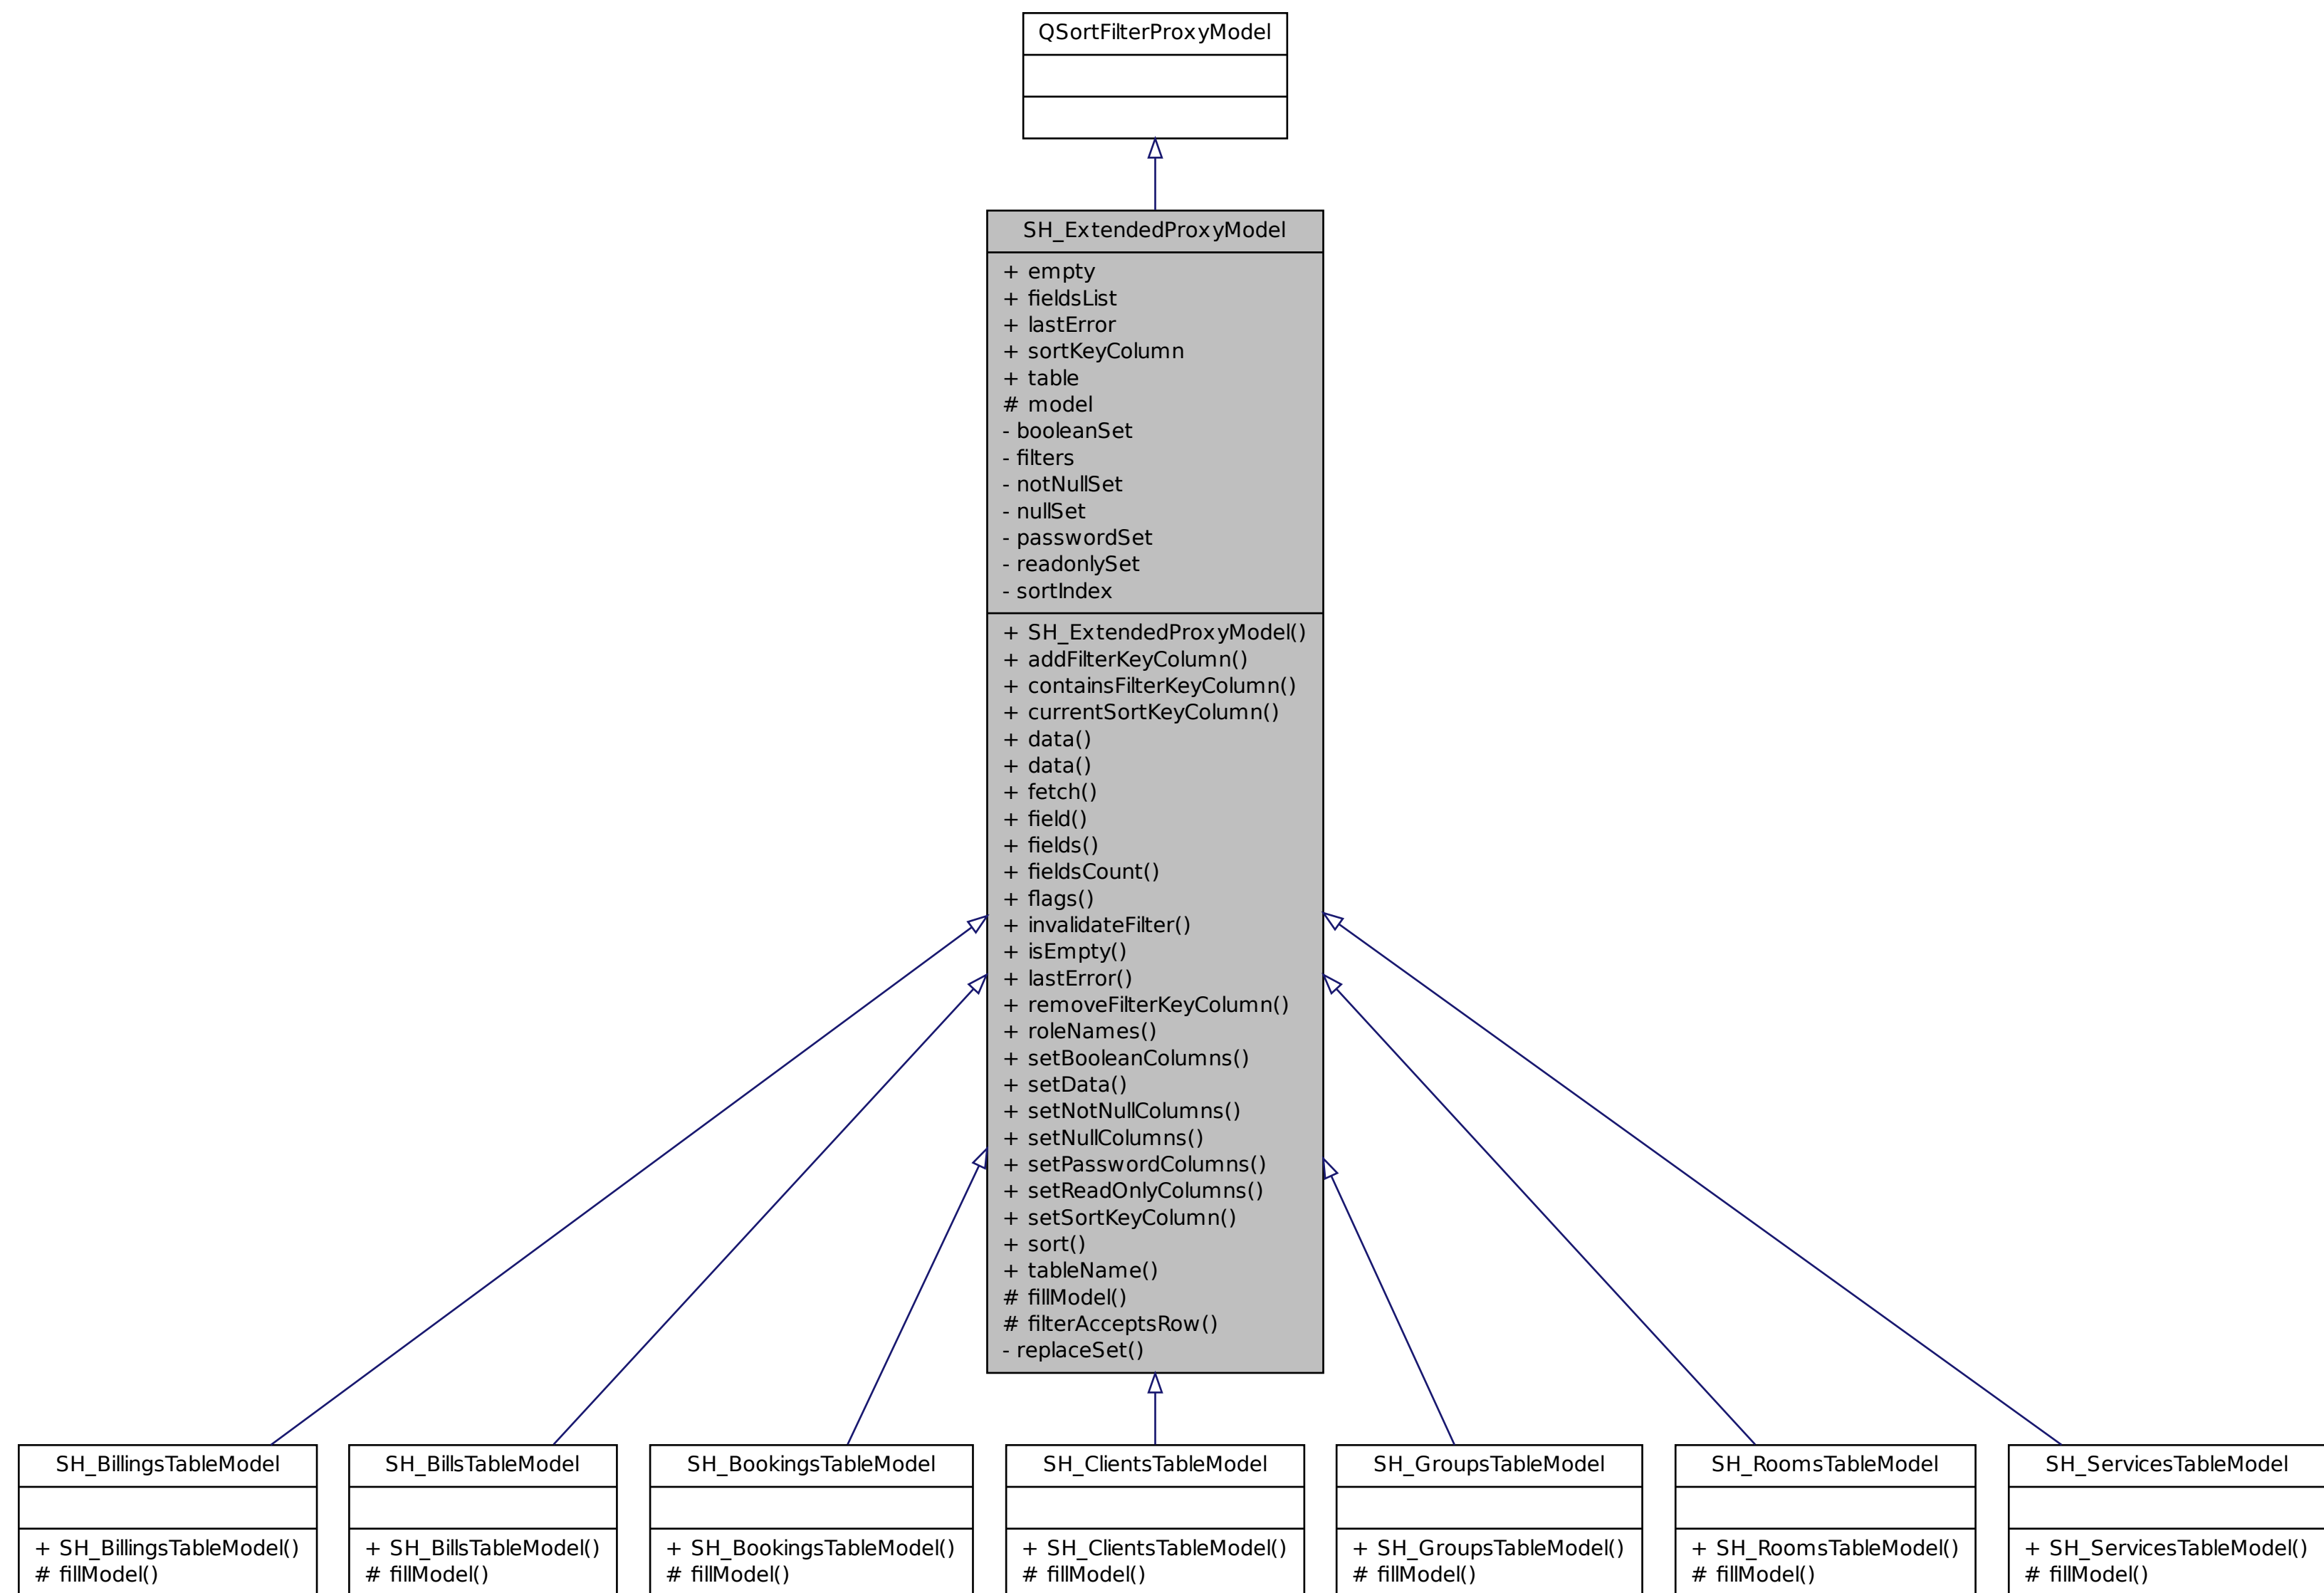 QSortFilterProxyModel
SH_ExtendedProxyModel
+ empty
+ fieldsList
+ lastError
+ sortKeyColumn
+ table
# model
- booleanSet
- filters
- notNullSet
- nullSet
- passwordSet
- readonlySet
- sortIndex
+ SH_ExtendedProxyModel()
+ addFilterKeyColumn()
+ containsFilterKeyColumn()
+ currentSortKeyColumn()
+ data()
+ data()
+ fetch()
+ field()
+ fields()
+ fieldsCount()
+ flags()
+ invalidateFilter()
+ isEmpty()
+ lastError()
+ removeFilterKeyColumn()
+ roleNames()
+ setBooleanColumns()
+ setData()
+ setNotNullColumns()
+ setNullColumns()
+ setPasswordColumns()
+ setReadOnlyColumns()
+ setSortKeyColumn()
+ sort()
+ tableName()
# fillModel()
# filterAcceptsRow()
- replaceSet()
SH_BillingsTableModel
+ SH_BillingsTableModel()
# fillModel()
SH_BillsTableModel
+ SH_BillsTableModel()
# fillModel()
SH_BookingsTableModel
+ SH_BookingsTableModel()
# fillModel()
SH_ClientsTableModel
+ SH_ClientsTableModel()
# fillModel()
SH_GroupsTableModel
+ SH_GroupsTableModel()
# fillModel()
SH_RoomsTableModel
+ SH_RoomsTableModel()
# fillModel()
SH_ServicesTableModel
+ SH_ServicesTableModel()
# fillModel()